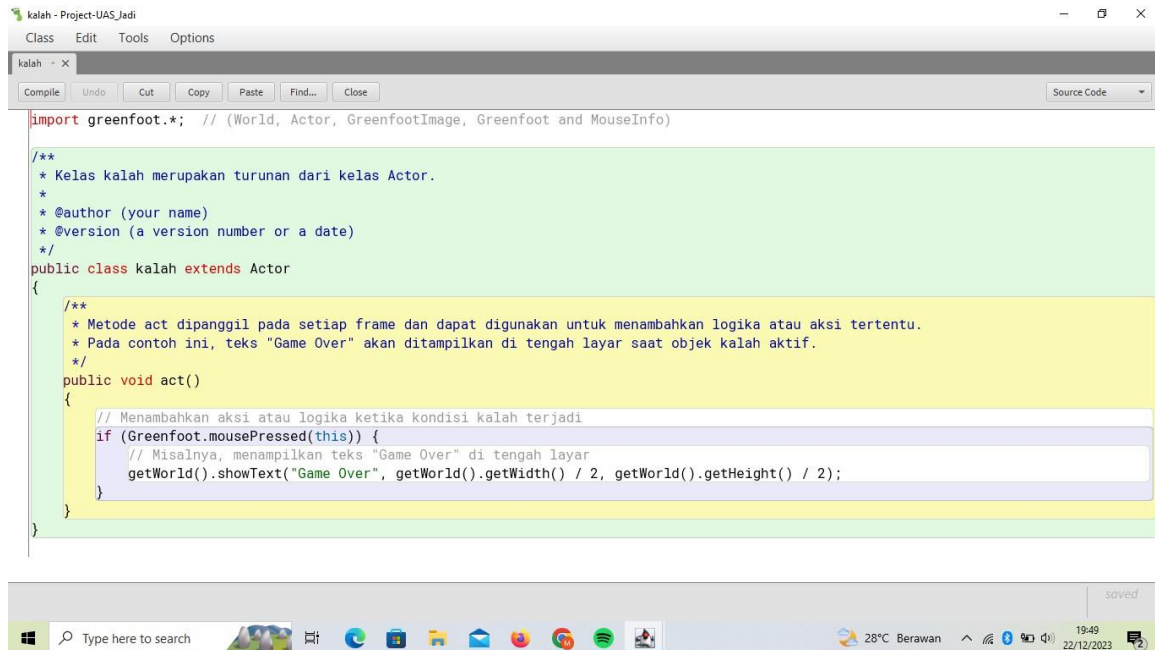 kalah - Project-UAS_Jadi
Class Edit Tools Options
kalah
Compile Undo Cut Copy Paste Find... Close Source Code
import greenfoot.*;  // (World, Actor, GreenfootImage, Greenfoot and MouseInfo)
/**
 * Kelas kalah merupakan turunan dari kelas Actor.
 *
 * @author (your name)
 * @version (a version number or a date)
 */
public class kalah extends Actor
{
    /**
     * Metode act dipanggil pada setiap frame dan dapat digunakan untuk menambahkan logika atau aksi tertentu.
     * Pada contoh ini, teks "Game Over" akan ditampilkan di tengah layar saat objek kalah aktif.
     */
    public void act()
    {
        // Menambahkan aksi atau logika ketika kondisi kalah terjadi
        if (Greenfoot.mousePressed(this)) {
            // Misalnya, menampilkan teks "Game Over" di tengah layar
            getWorld().showText("Game Over", getWorld().getWidth() / 2, getWorld().getHeight() / 2);
        }
    }
}
saved
Type here to search 28°C Berawan 19:49
22/12/2023 2